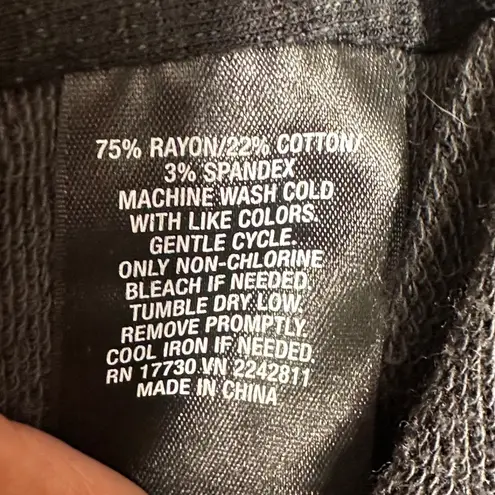 75% RAYON/22% COTTON/
3% SPANDEX
MACHINE WASH COLD
WITH LIKE COLORS.
GENTLE CYCLE.
ONLY NON-CHLORINE
BLEACH IF NEEDED.
TUMBLE DRY LOW.
REMOVE PROMPTLY.
COOL IRON IF NEEDED.
RN 17730 VN 2242811
MADE IN CHINA